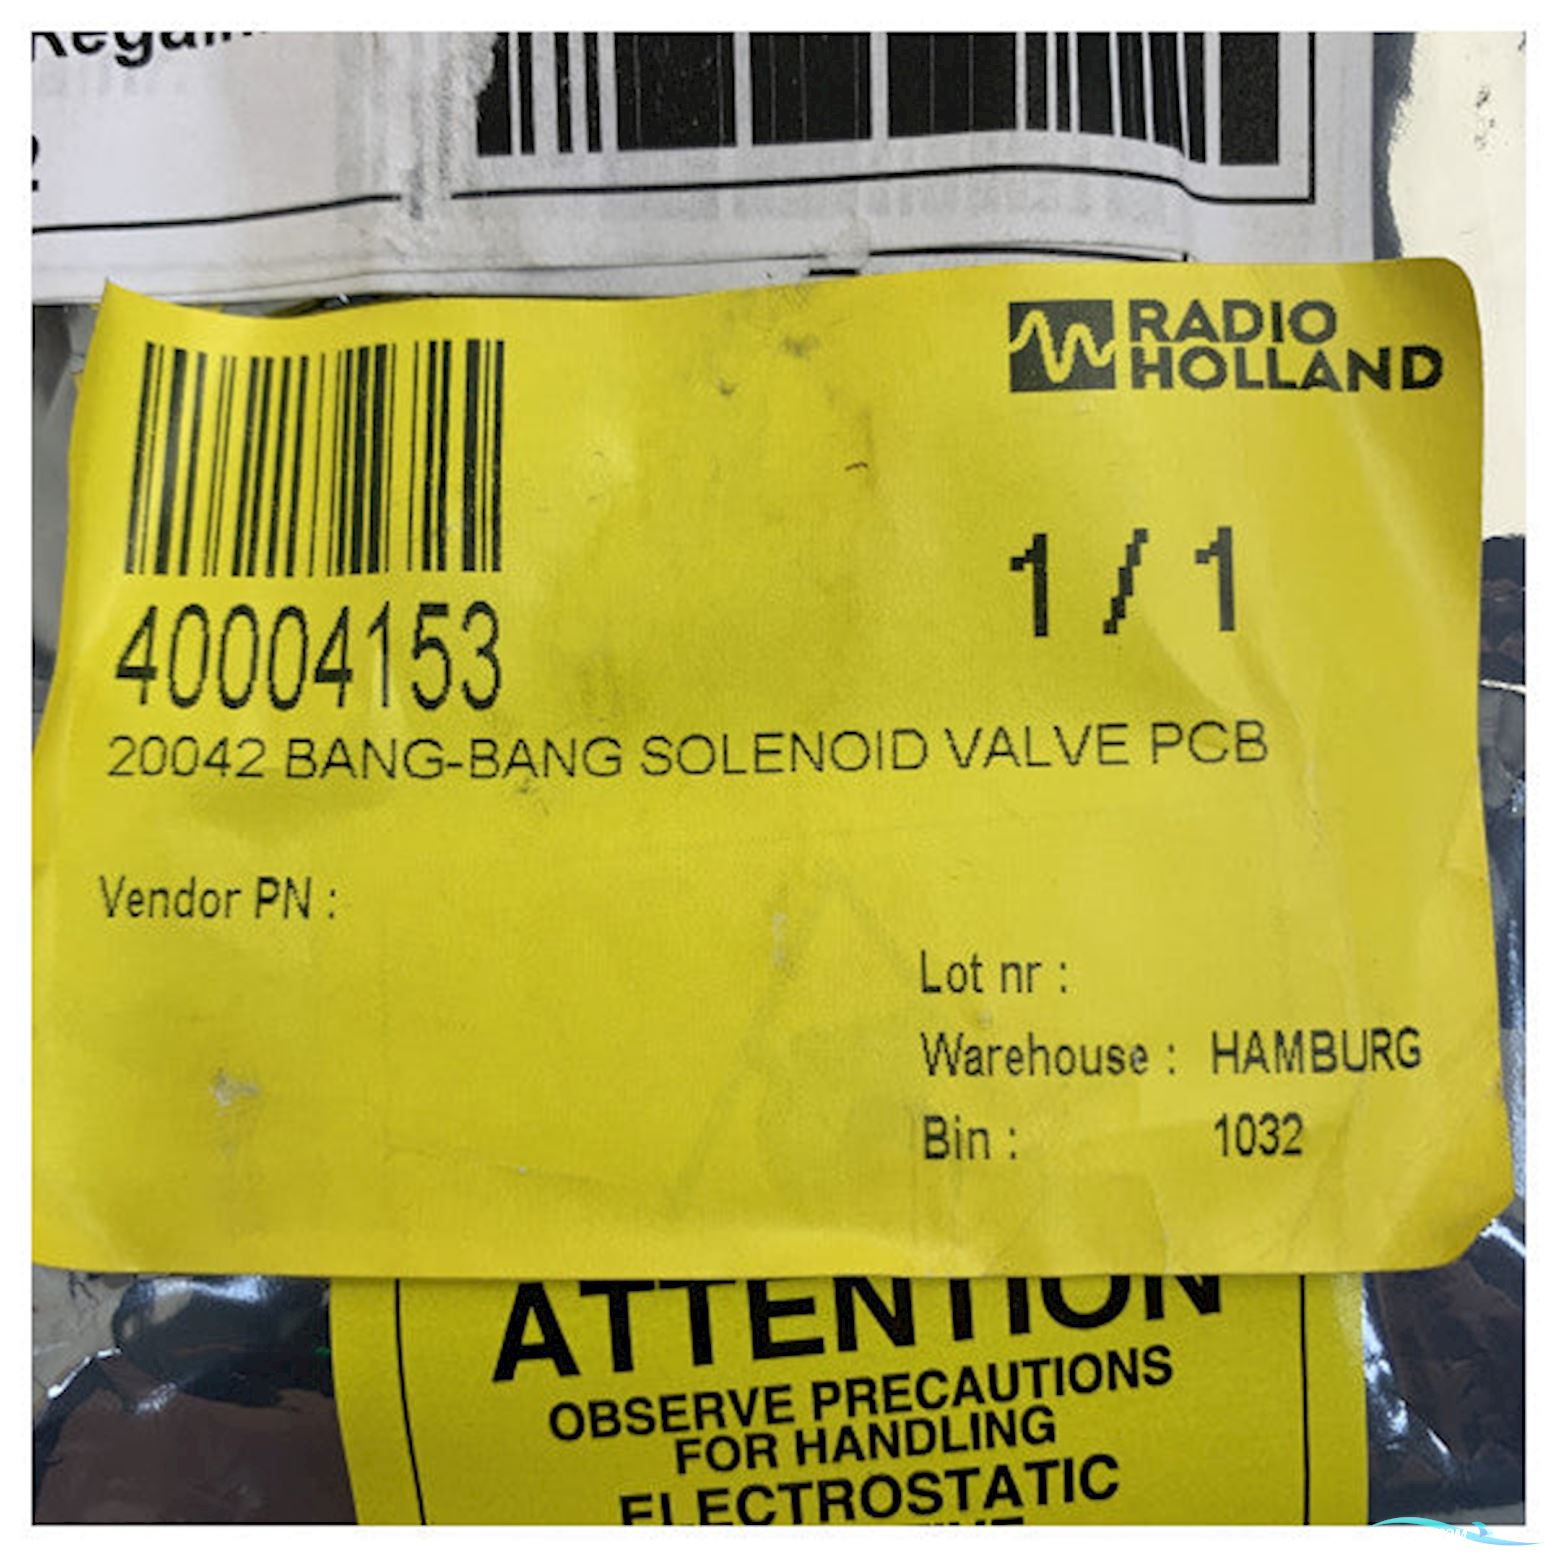 RADIO
HOLLAND
1 / 1
40004153
20042 BANG-BANG SOLENOID VALVE PCB
Vendor PN :
Lot nr :
Warehouse : HAMBURG
Bin : 1032
ATTENTION
OBSERVE PRECAUTIONS
FOR HANDLING
ELECTROSTATIC